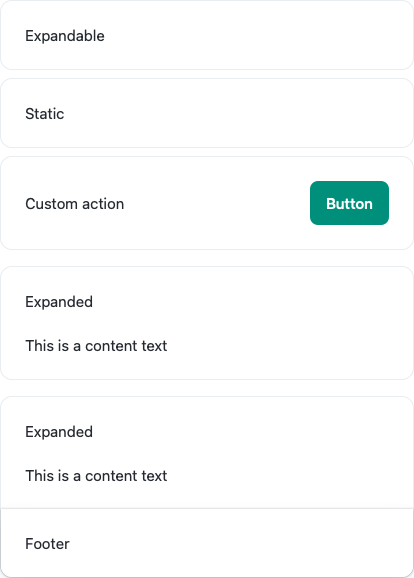 Expandable
Static
Custom action
Button
Expanded
This is a content text
Expanded
This is a content text
Footer